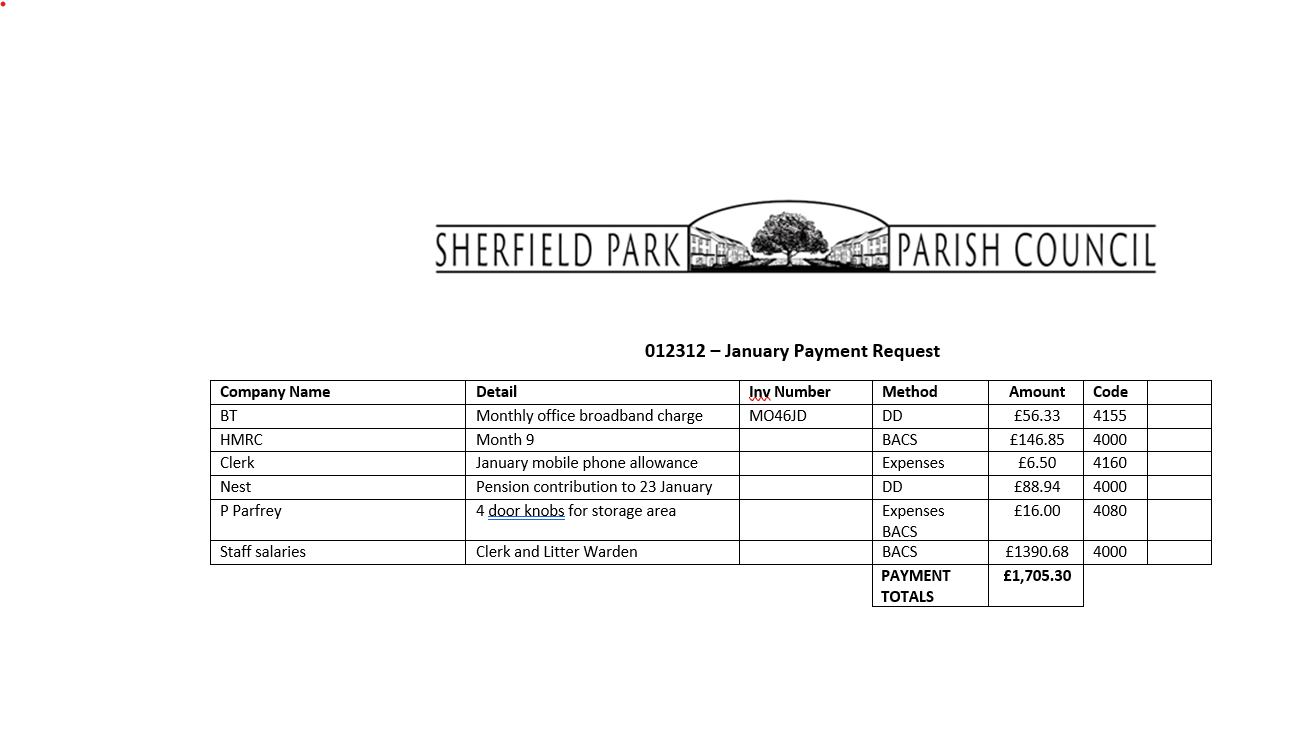 SHERFIELD PARK PARISH COUNCIL
012312 – January Payment Request
Company Name Detail Inv Number Method Amount Code
BT Monthly office broadband charge MO46JD DD £56.33 4155
HMRC Month 9 BACS £146.85 4000
Clerk January mobile phone allowance Expenses £6.50 4160
Nest Pension contribution to 23 January DD £88.94 4000
P Parfrey 4 door knobs for storage area Expenses £16.00 4080
BACS
Staff salaries Clerk and Litter Warden BACS £1390.68 4000
PAYMENT £1,705.30
TOTALS